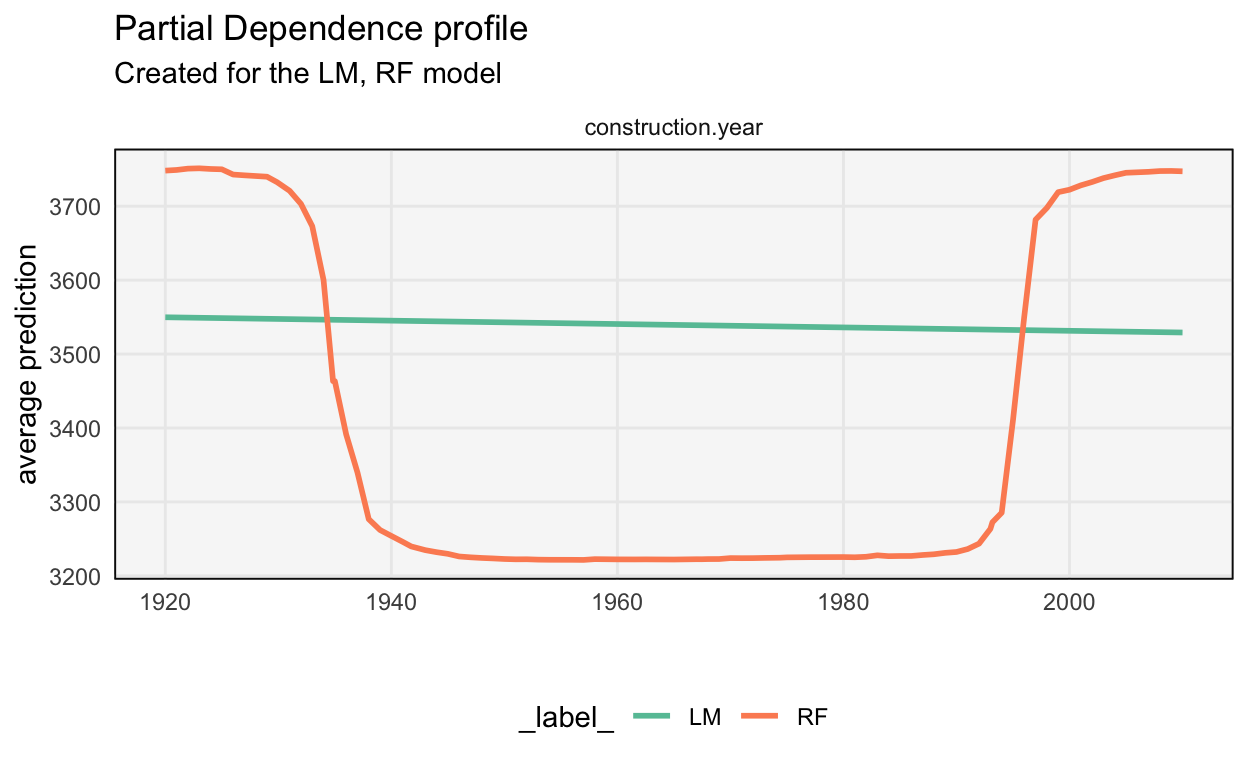 Partial Dependence profile
Created for the LM, RF model
construction.year
average prediction
3700
3600
3500
3400
3300
3200
1920 1940 1960 1980 2000
_label_ LM RF